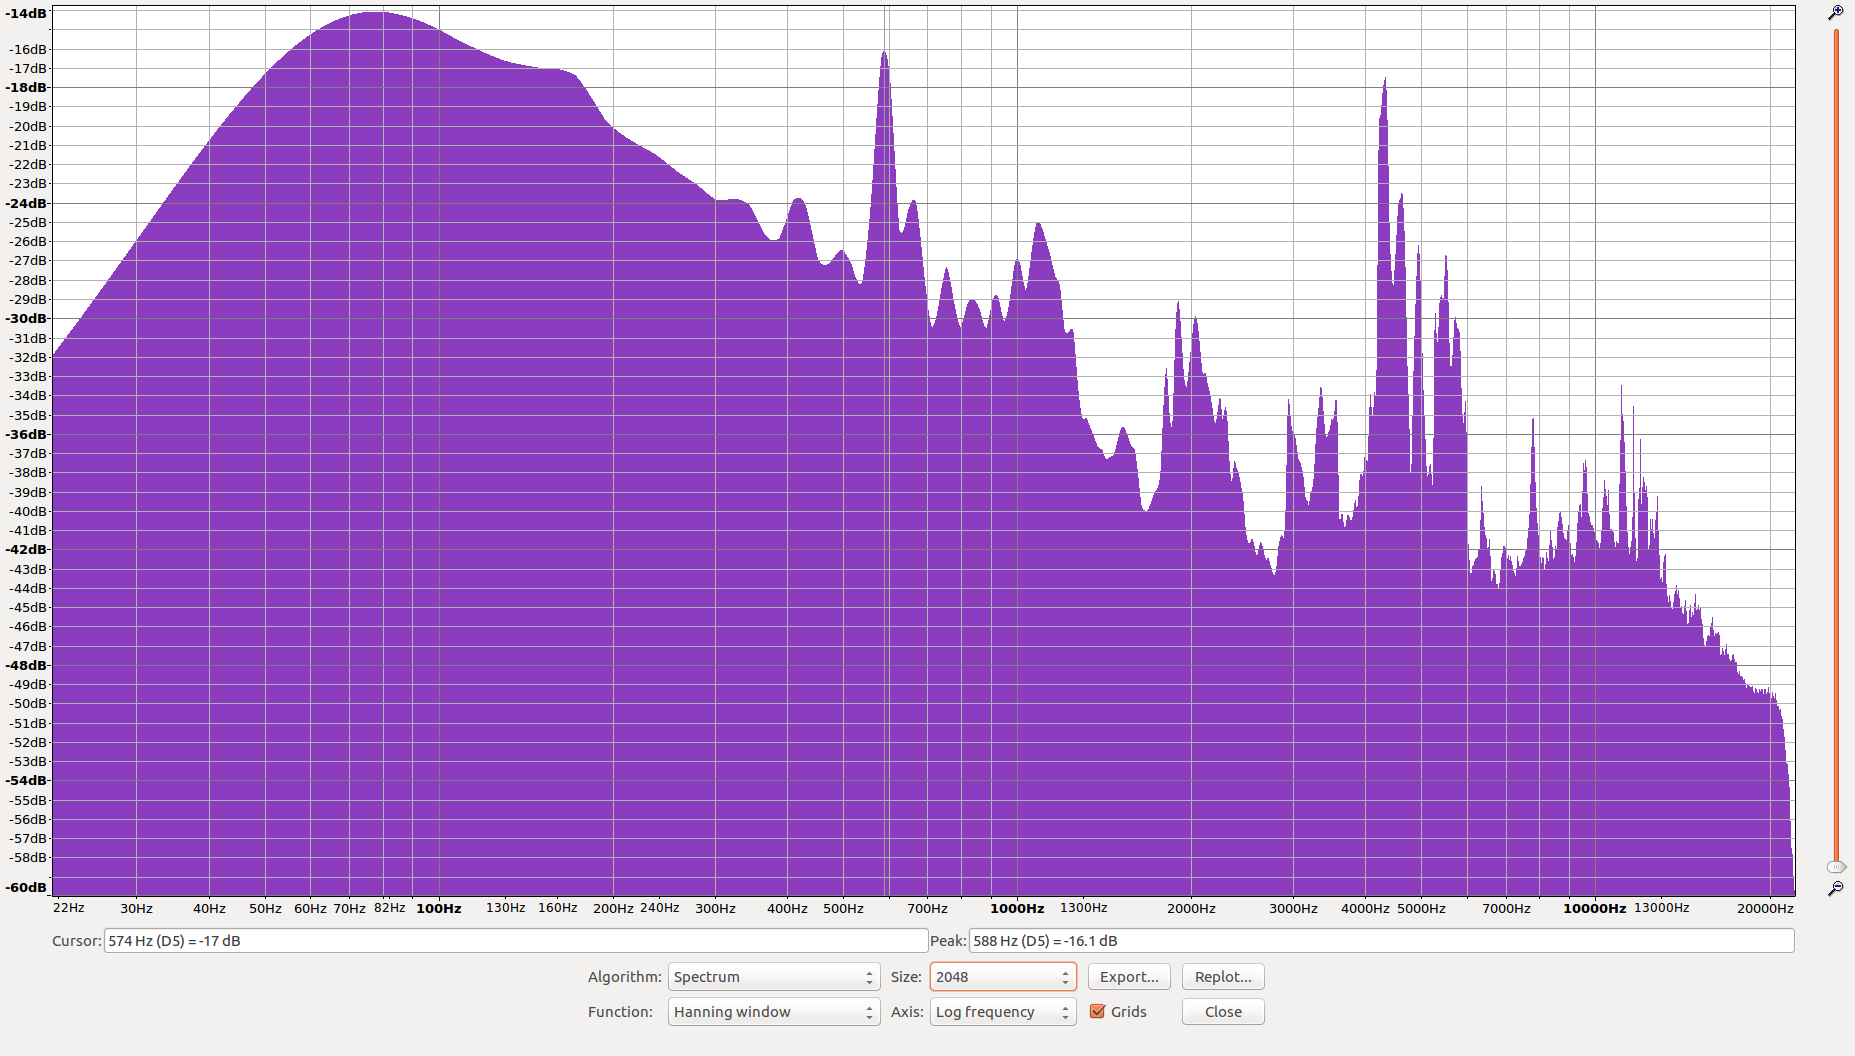 -14dB
-16dB
-17dB
-18dB
-19dB
-20dB
-21dB
-22dB
-23dB
-24dB
-25dB
-26dB
-27dB
-28dB
-29dB
-30dB
-31dB
-32dB
-33dB
-34dB
-35dB
-36dB
-37dB
-38dB
-39dB
-40dB
-41dB
-42dB
-43dB
-44dB
-45dB
-46dB
-47dB
-48dB
-49dB
-50dB
-51dB
-52dB
-53dB
-54dB
-55dB
-56dB
-57dB
-58dB
-60dB
22Hz 30Hz 40Hz 50Hz 60Hz 70Hz 82Hz 100Hz 130Hz 160Hz 200Hz 240Hz 300Hz 400Hz 500Hz 700Hz 1000Hz 1300Hz 2000Hz 3000Hz 4000Hz 5000Hz 7000Hz 10000Hz 13000Hz 20000Hz
Cursor: 574 Hz (D5) = -17 dB Peak: 588 Hz (D5) = -16.1 dB
Algorithm: Spectrum Size: 2048 Export... Replot...
Function: Hanning window Axis: Log frequency Grids Close